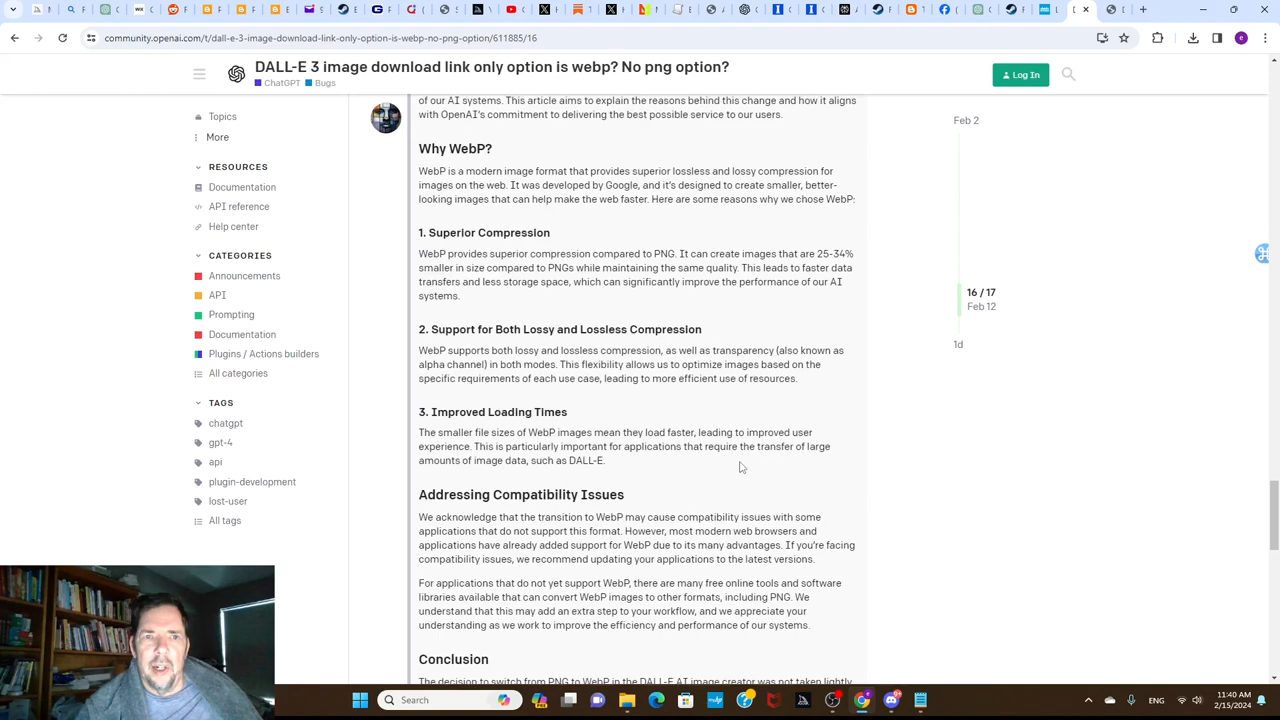 community.openai.com/t/dall-e-3-image-download-link-only-option-is-webp-no-png-option/611885/16
DALL-E 3 image download link only option is webp? No png option?
ChatGPT Bugs
Log In
Topics
More
RESOURCES
Documentation
API reference
Help center
CATEGORIES
Announcements
API
Prompting
Documentation
Plugins / Actions builders
All categories
TAGS
chatgpt
gpt-4
api
plugin-development
lost-user
All tags
of our AI systems. This article aims to explain the reasons behind this change and how it aligns
with OpenAI's commitment to delivering the best possible service to our users.
Why WebP?
WebP is a modern image format that provides superior lossless and lossy compression for
images on the web. It was developed by Google, and it's designed to create smaller, better-
looking images that can help make the web faster. Here are some reasons why we chose WebP:
1. Superior Compression
WebP provides superior compression compared to PNG. It can create images that are 25-34%
smaller in size compared to PNGs while maintaining the same quality. This leads to faster data
transfers and less storage space, which can significantly improve the performance of our AI
systems.
2. Support for Both Lossy and Lossless Compression
WebP supports both lossy and lossless compression, as well as transparency (also known as
alpha channel) in both modes. This flexibility allows us to optimize images based on the
specific requirements of each use case, leading to more efficient use of resources.
3. Improved Loading Times
The smaller file sizes of WebP images mean they load faster, leading to improved user
experience. This is particularly important for applications that require the transfer of large
amounts of image data, such as DALL-E.
Addressing Compatibility Issues
We acknowledge that the transition to WebP may cause compatibility issues with some
applications that do not support this format. However, most modern web browsers and
applications have already added support for WebP due to its many advantages. If you're facing
compatibility issues, we recommend updating your applications to the latest versions.
For applications that do not yet support WebP, there are many free online tools and software
libraries available that can convert WebP images to other formats, including PNG. We
understand that this may add an extra step to your workflow, and we appreciate your
understanding as we work to improve the efficiency and performance of our systems.
Conclusion
The decision to switch from PNG to WebP in the DALL-E AI image creator was not taken lightly
Feb 2
16 / 17
Feb 12
1d
Search
ENG
11:40 AM
2/15/2024